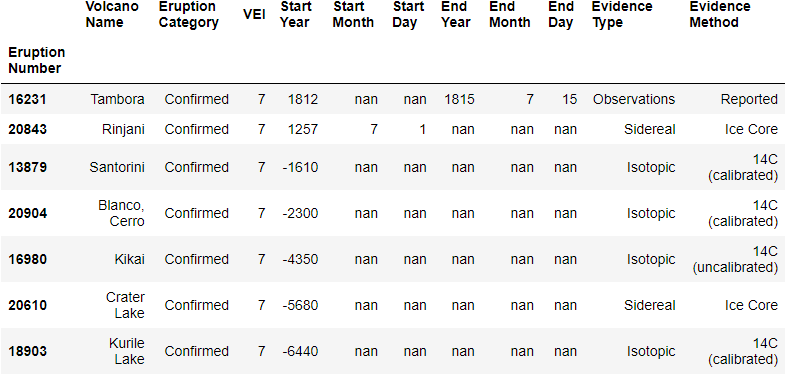 Volcano Name Eruption Category VEI Start Year Start Month Start Day End Year End Month End Day Evidence Type Evidence Method
Eruption Number
16231 Tambora Confirmed 7 1812 nan nan 1815 7 15 Observations Reported
20843 Rinjani Confirmed 7 1257 7 1 nan nan nan Sidereal Ice Core
13879 Santorini Confirmed 7 -1610 nan nan nan nan nan Isotopic 14C (calibrated)
20904 Blanco, Cerro Confirmed 7 -2300 nan nan nan nan nan Isotopic 14C (calibrated)
16980 Kikai Confirmed 7 -4350 nan nan nan nan nan Isotopic 14C (uncalibrated)
20610 Crater Lake Confirmed 7 -5680 nan nan nan nan nan Sidereal Ice Core
18903 Kurile Lake Confirmed 7 -6440 nan nan nan nan nan Isotopic 14C (calibrated)